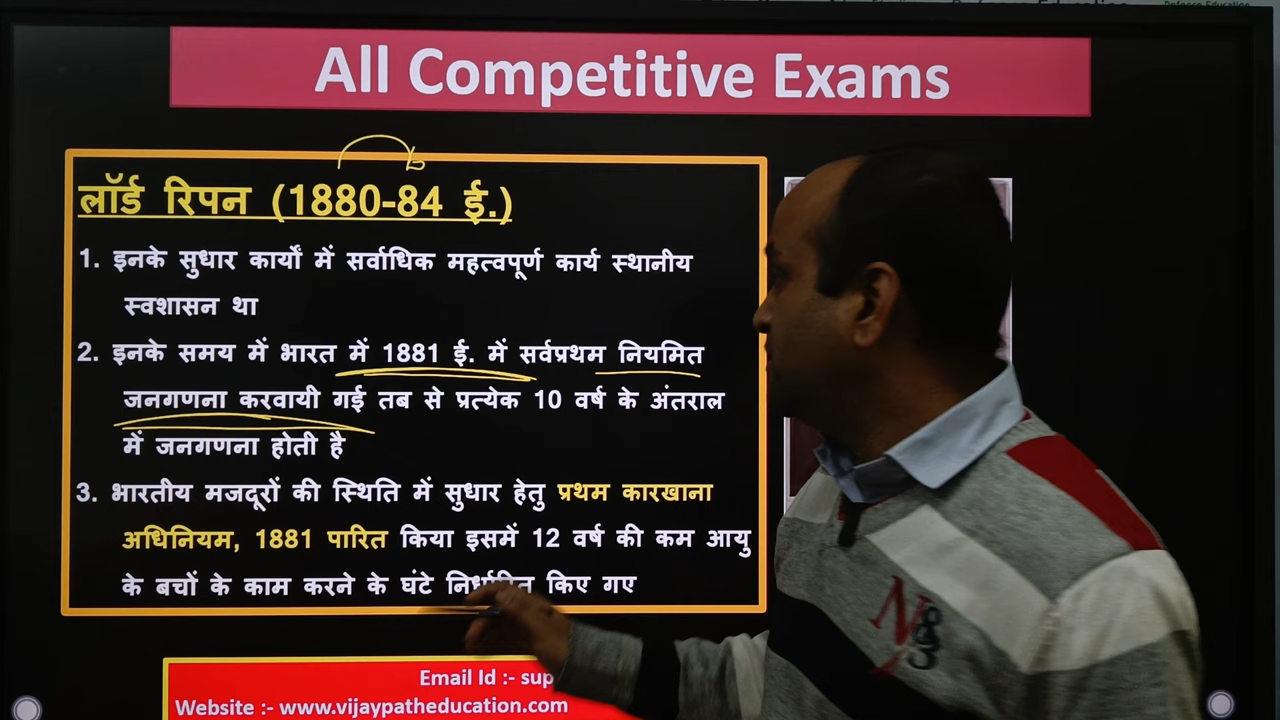 All Competitive Exams
लॉर्ड रिपन (1880-84 ई.)
1. इनके सुधार कार्यों में सर्वाधिक महत्वपूर्ण कार्य स्थानीय
स्वशासन था
2. इनके समय में भारत में 1881 ई. में सर्वप्रथम नियमित
जनगणना करवायी गई तब से प्रत्येक 10 वर्ष के अंतराल
में जनगणना होती है
3. भारतीय मजदूरों की स्थिति में सुधार हेतु प्रथम कारखाना
अधिनियम, 1881 पारित किया इसमें 12 वर्ष की कम आयु
के बचों के काम करने के घंटे किए गए
Email Id :- sup
Website :- www.vijaypatheducation.com
N83